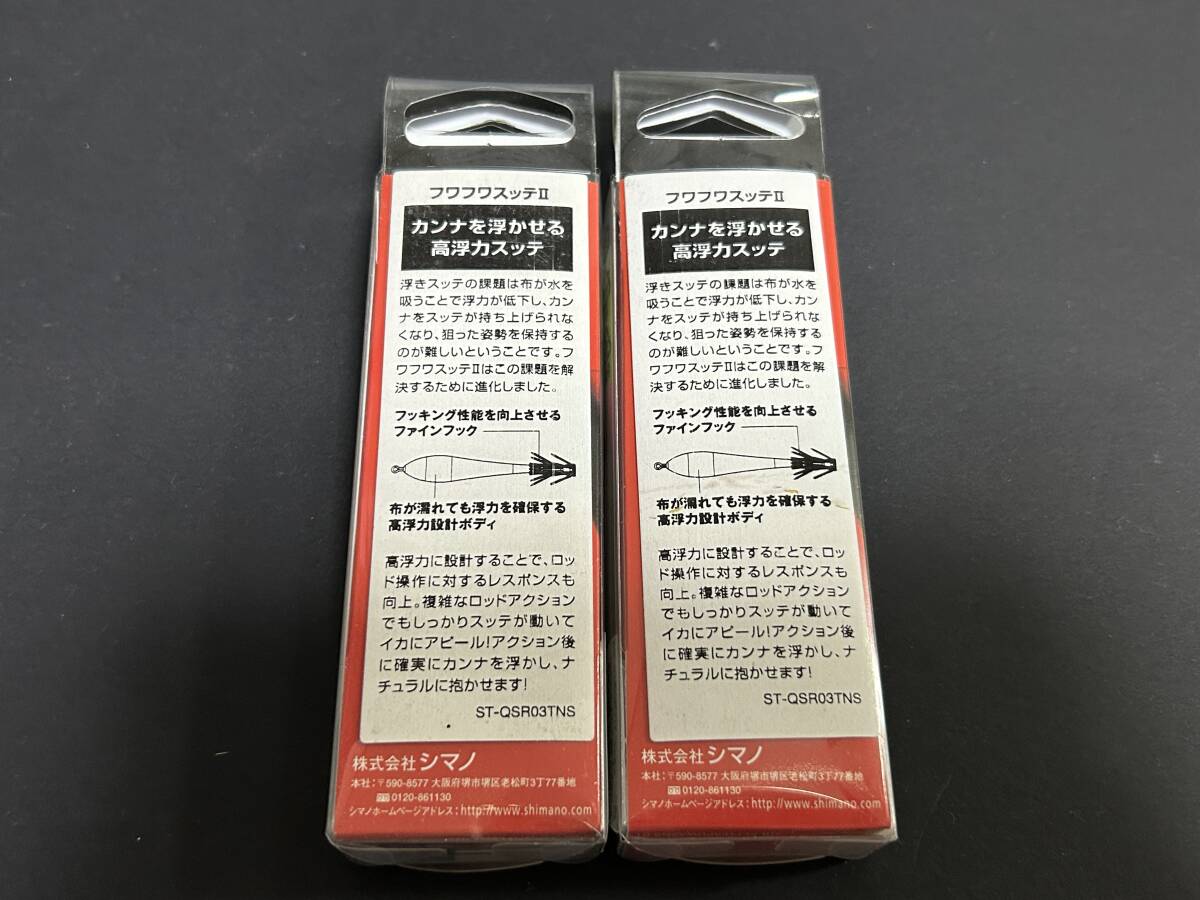 フワフワスッテII
カンナを浮かせる
高浮力スッテ
浮きスッテの課題は布が水を
吸うことで浮力が低下し、カン
ナをスッテが持ち上げられな
くなり、狙った姿勢を保持する
のが難しいということです。フ
ワフワスッテIIはこの課題を解
決するために進化しました。
フッキング性能を向上させる
ファインフック
布が濡れても浮力を確保する
高浮力設計ボディ
高浮力に設計することで、ロッ
ド操作に対するレスポンスも
向上。複雑なロッドアクション
でもしっかりスッテが動いて
イカにアピール!アクション後
に確実にカンナを浮かし、ナ
チュラルに抱かせます!
ST-QSR03TNS
株式会社シマノ
本社:〒590-8577 大阪府堺市堺区老松町3丁77番地
0120-861130
シマノホームページアドレス:http://www.shimano.com
フワフワスッテII
カンナを浮かせる
高浮力スッテ
浮きスッテの課題は布が水を
吸うことで浮力が低下し、カン
ナをスッテが持ち上げられな
くなり、狙った姿勢を保持する
のが難しいということです。フ
ワフワスッテIIはこの課題を解
決するために進化しました。
フッキング性能を向上させる
ファインフック
布が濡れても浮力を確保する
高浮力設計ボディ
高浮力に設計することで、ロッ
ド操作に対するレスポンスも
向上。複雑なロッドアクション
でもしっかりスッテが動いて
イカにアピール!アクション後
に確実にカンナを浮かし、ナ
チュラルに抱かせます!
ST-QSR03TNS
株式会社シマノ
本社:〒590-8577 大阪府堺市堺区老松町3丁77番地
0120-861130
シマノホームページアドレス:http://www.shimano.com